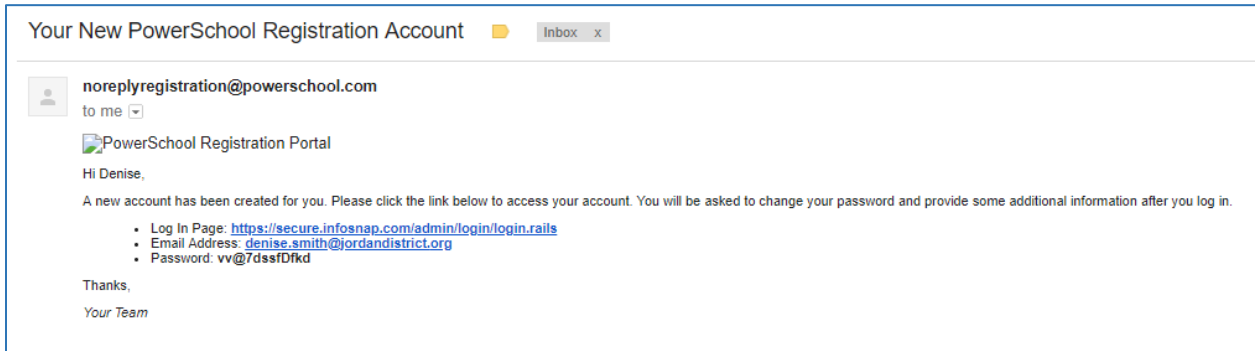 Your New PowerSchool Registration Account Inbox x
noreplyregistration@powerschool.com
to me
PowerSchool Registration Portal
Hi Denise,
A new account has been created for you. Please click the link below to access your account. You will be asked to change your password and provide some additional information after you log in.
• Log In Page: https://secure.infosnap.com/admin/login/login.rails
• Email Address: denise.smith@jordandistrict.org
• Password: vv@7dssfDfkd
Thanks,
Your Team